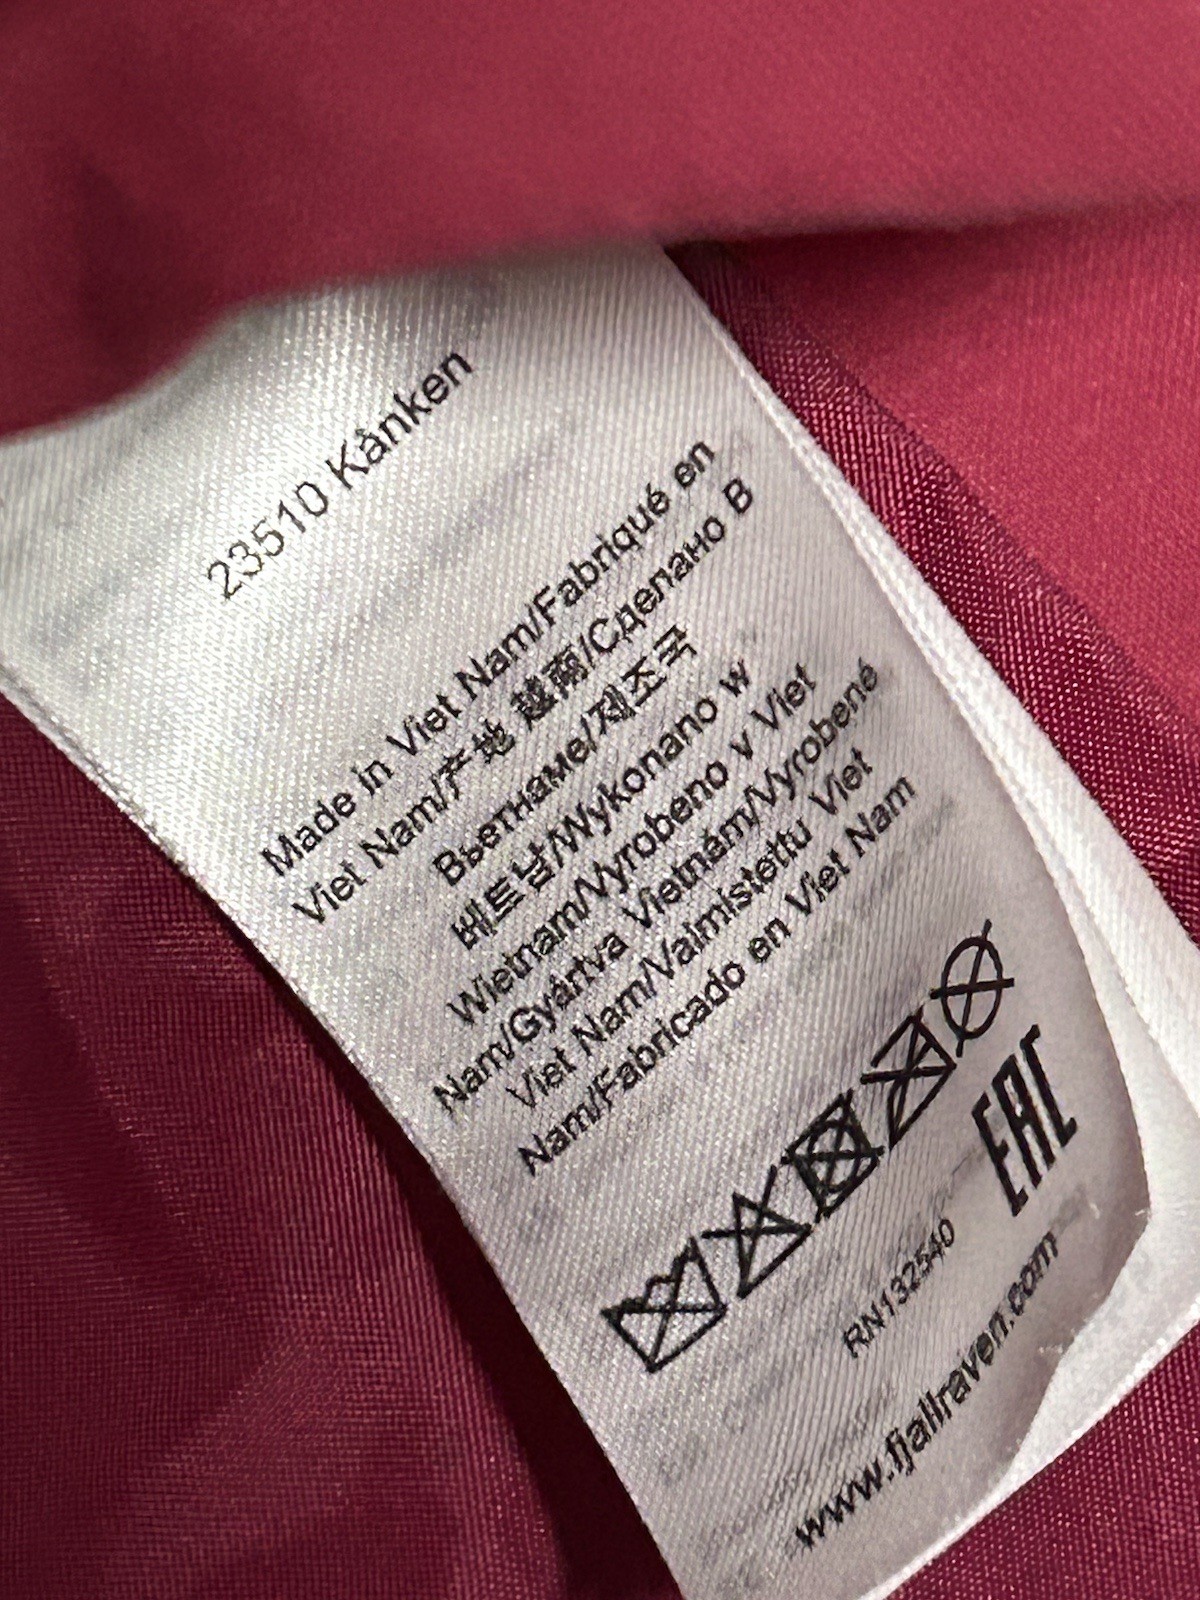 23510 Kånken
Made in Viet Nam/Fabriqué en
Viet Nam/产地 越南/Сделано В
Вьетнаме/제조국
베트남/Wykonano w
Wietnam/Vyrobeno v Viet
Nam/Gyártva Vietnám/Vyrobené
Viet Nam/Valmistettu Viet
Nam/Fabricado en Viet Nam
EAC
RN132540
www.fjallraven.com